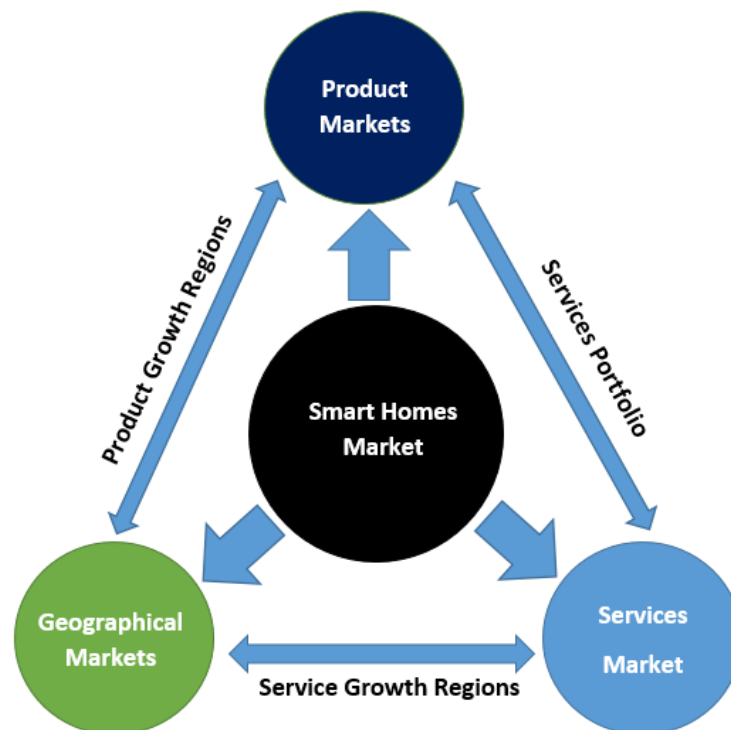 Product
Markets
Product Growth Regions
Services Portfolio
Smart Homes
Market
Geographical
Markets
Services
Market
Service Growth Regions